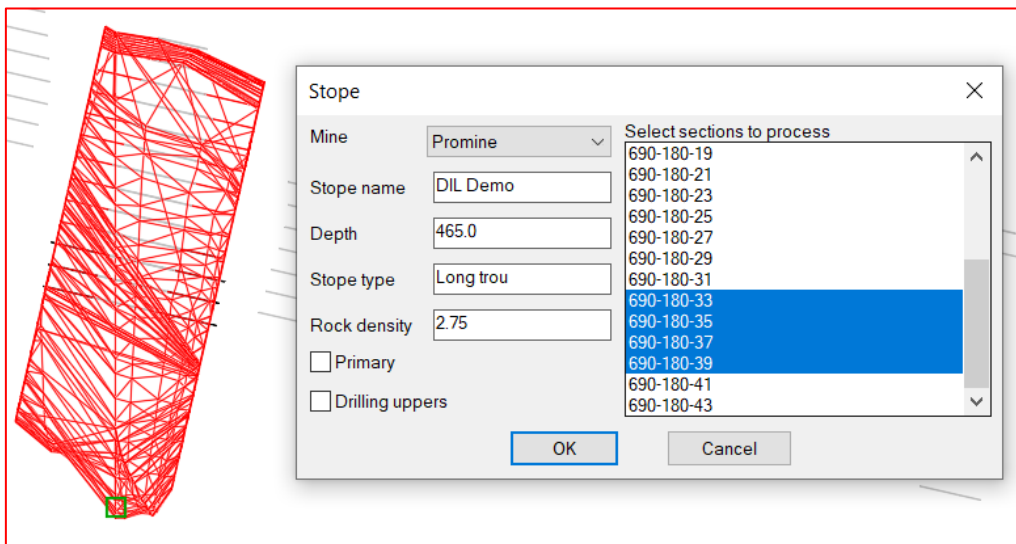 Stope
Mine
Promine
Stope name
DIL Demo
Depth
465.0
Stope type
Long trou
Rock density
2.75
Primary
Drilling uppers
Select sections to process
690-180-19
690-180-21
690-180-23
690-180-25
690-180-27
690-180-29
690-180-31
690-180-33
690-180-35
690-180-37
690-180-39
690-180-41
690-180-43
OK
Cancel